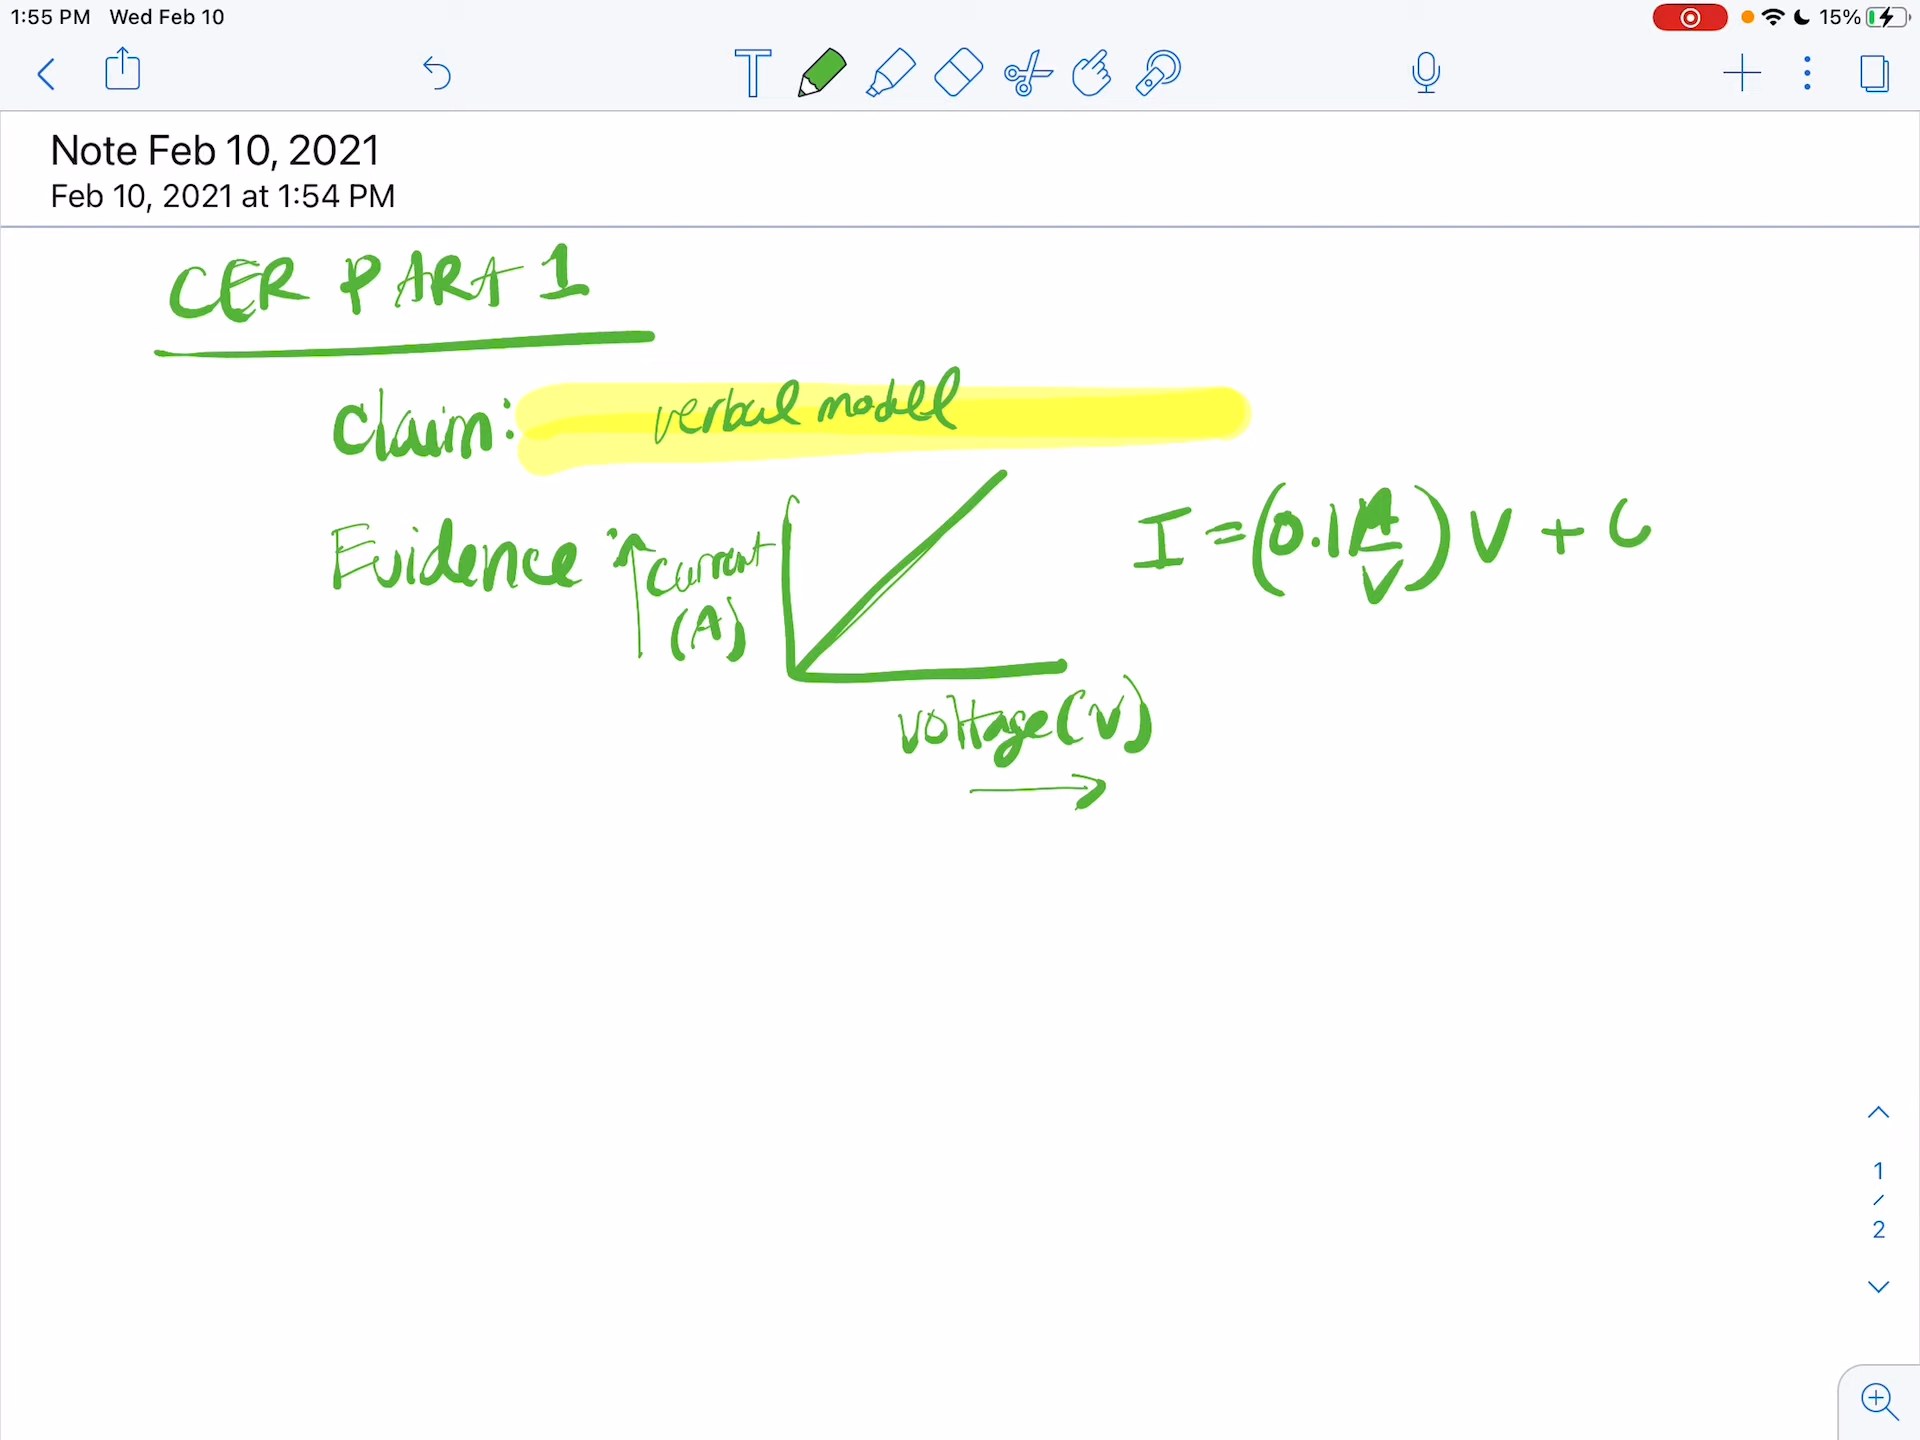 1:55 PM Wed Feb 10 15%
T
Note Feb 10, 2021
Feb 10, 2021 at 1:54 PM
CER PART 1
Claim: verbal model
Evidence: Current (A)
I = (0.1 A/V) V + C
Voltage (V)
1
/
2